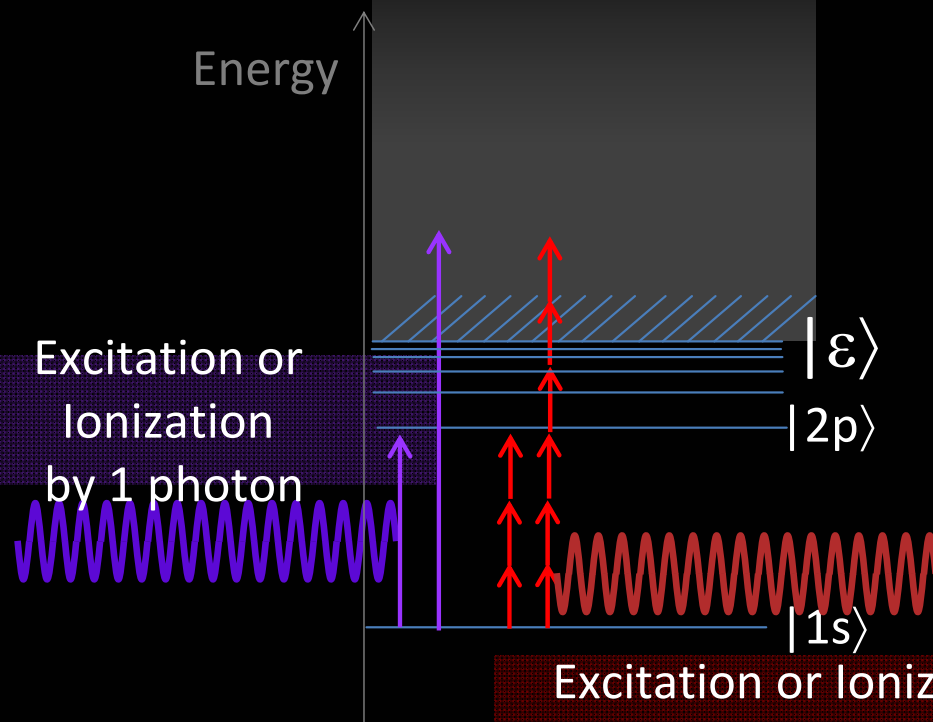 Energy
Excitation or
Ionization
by 1 photon
|ε⟩
|2p⟩
|1s⟩
Excitation or Ioniz